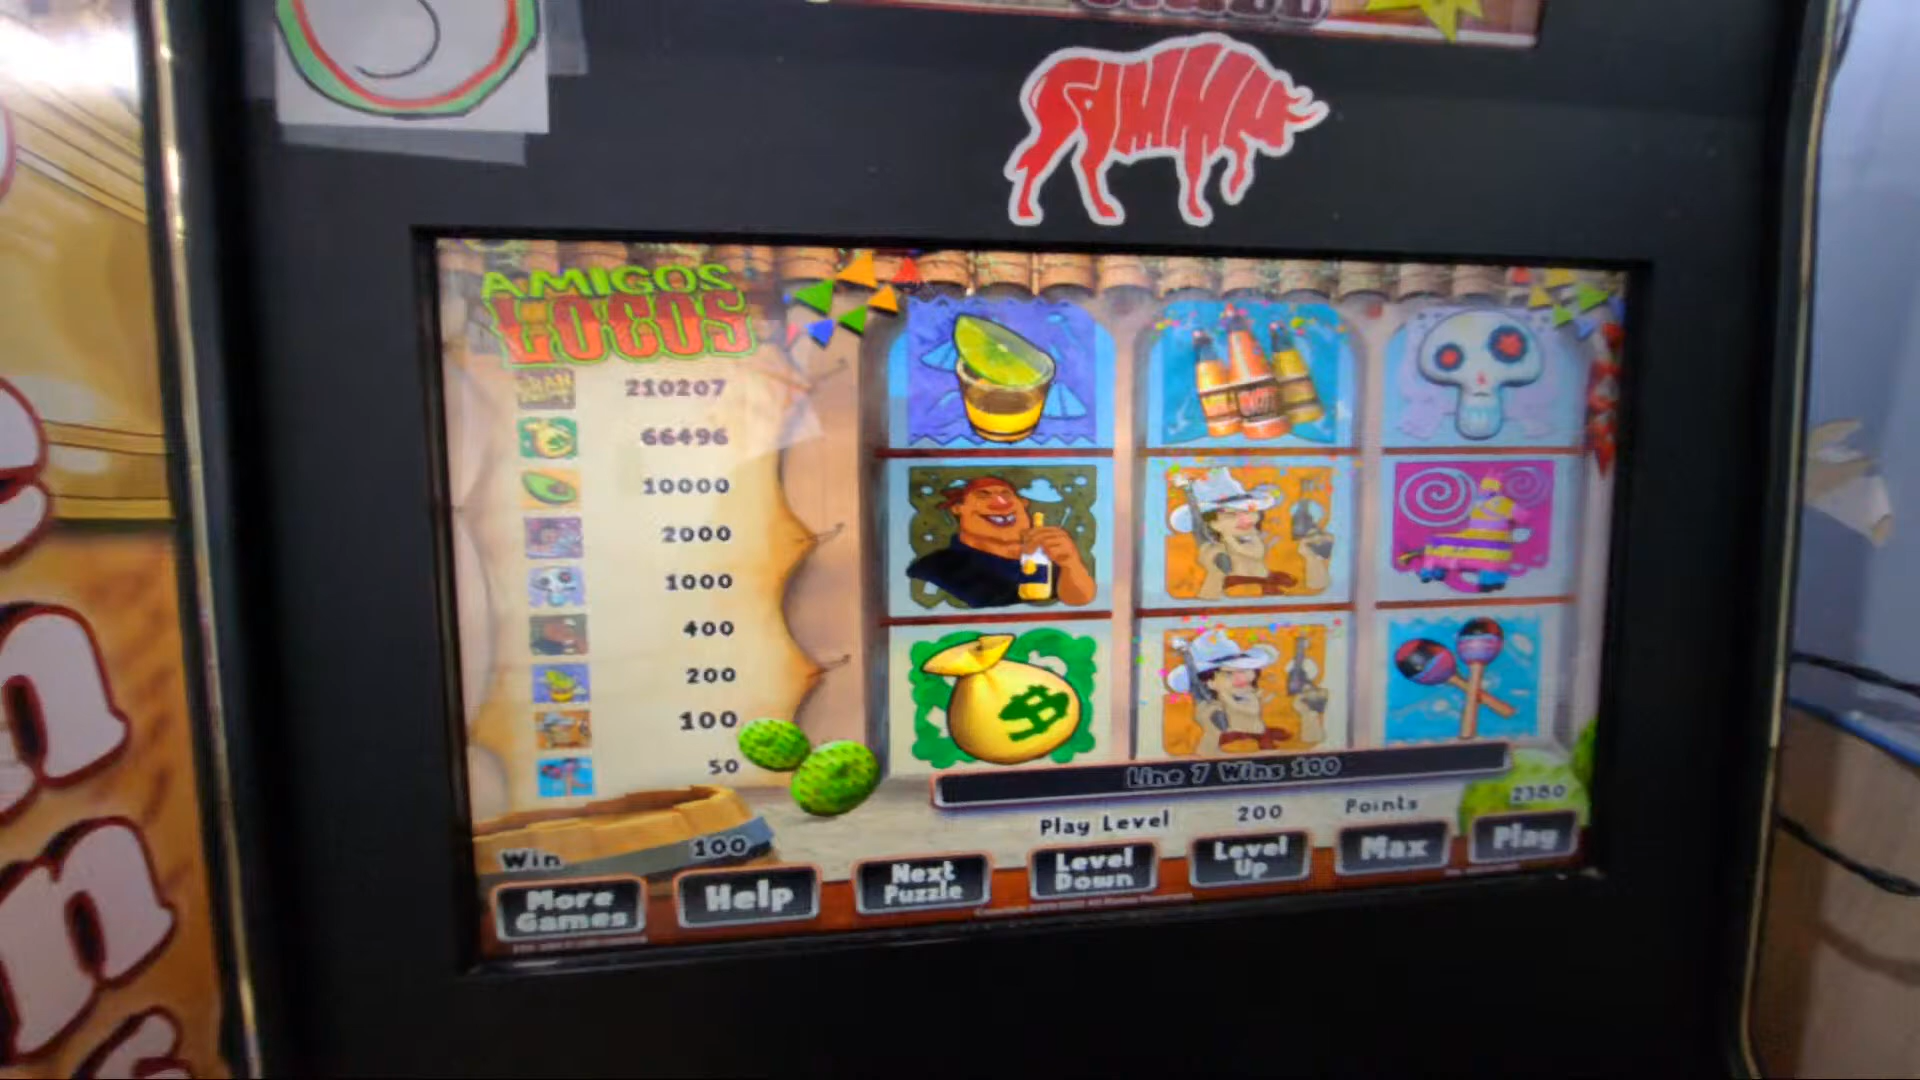 AMIGOS
LOCOS
GRAN
210207
66496
10000
2000
1000
400
200
100
50
Line 7 Wins 100
Play Level 200 Points 2380
Win 100
More Games
Help
Next Puzzle
Level Down
Level Up
Max
Play
n
n